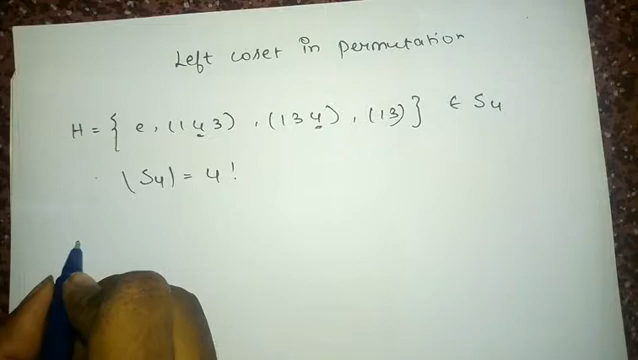 Left coset in permutation
H = { e, (143), (134), (13)} ∈ S4
|S4| = 4!